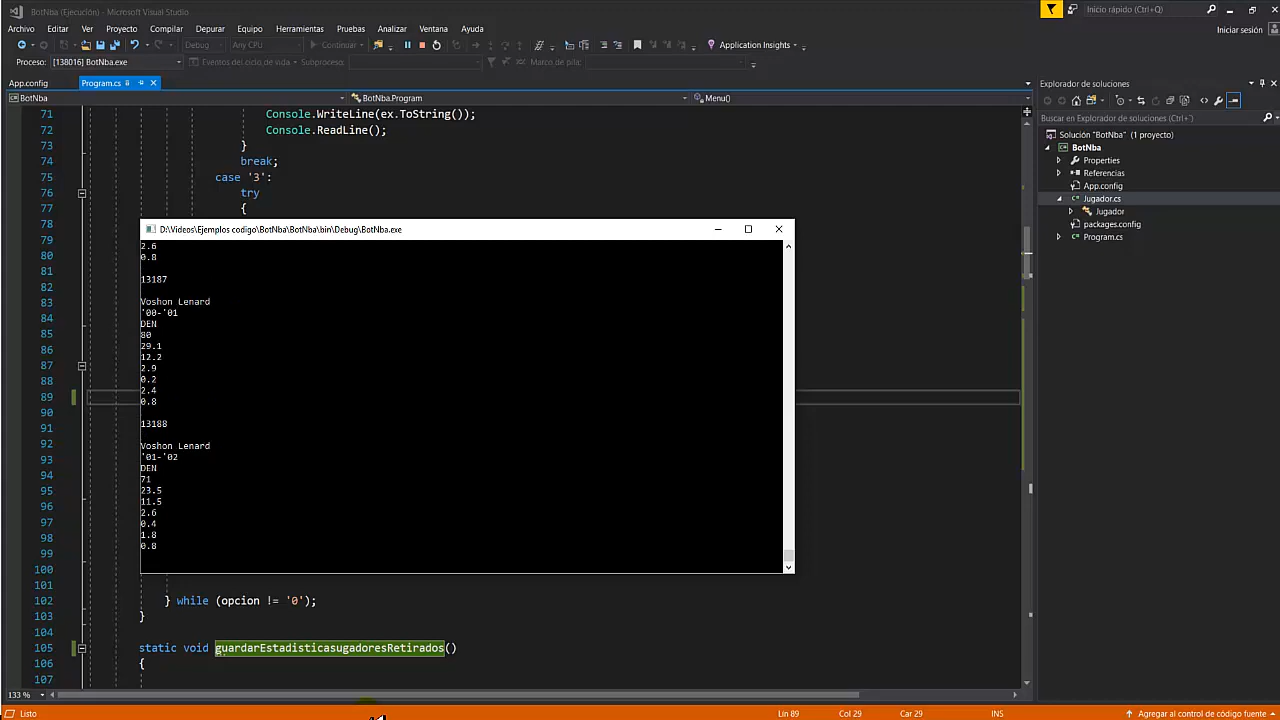 BotNba (Ejecución) - Microsoft Visual Studio
Inicio rápido (Ctrl+Q)
Archivo Editar Ver Proyecto Compilar Depurar Equipo Herramientas Pruebas Analizar Ventana Ayuda
Iniciar sesión
Debug Any CPU Continuar Application Insights
Proceso: [138016] BotNba.exe Eventos del ciclo de vida Subproceso: Marco de pila:
App.config Program.cs
BotNba BotNba.Program Menu()
71 Console.WriteLine(ex.ToString());
72 Console.ReadLine();
73 }
74 break;
75 case '3':
76 try
77 {
78
79
80
81
82
83
84
85
86
87
88
89
90
91
92
93
94
95
96
97
98
99
100
101
102 } while (opcion != '0');
103 }
104
105 static void guardarEstadisticasugadoresRetirados()
106 {
107
D:\Videos\Ejemplos codigo\BotNba\BotNba\bin\Debug\BotNba.exe
2.6
0.8
13187
Voshon Lenard
'00-'01
DEN
80
29.1
12.2
2.9
0.2
2.4
0.8
13188
Voshon Lenard
'01-'02
DEN
71
23.5
11.5
2.6
0.4
1.8
0.8
Explorador de soluciones
Buscar en Explorador de soluciones (Ctrl+')
Solución "BotNba" (1 proyecto)
BotNba
Properties
Referencias
App.config
Jugador.cs
Jugador
packages.config
Program.cs
133 %
Listo Lín 89 Col 29 Car 29 INS Agregar al control de código fuente